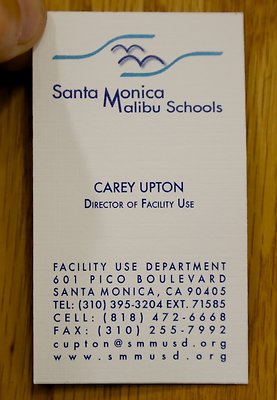 Santa Monica
Malibu Schools
CAREY UPTON
DIRECTOR OF FACILITY USE
FACILITY USE DEPARTMENT
601 PICO BOULEVARD
SANTA MONICA, CA 90405
TEL: (310) 395-3204 EXT. 71585
CELL: (818) 472-6668
FAX: (310) 255-7992
cupton@smmusd.org
www.smmusd.org